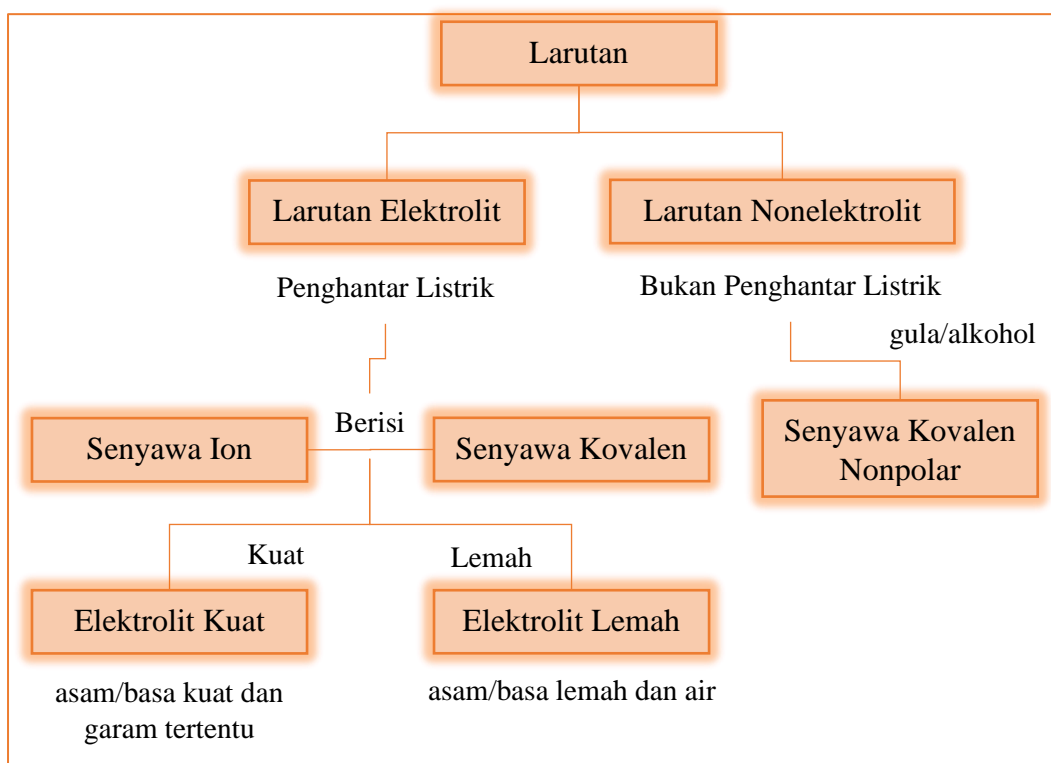 Larutan
Larutan Elektrolit
Larutan Nonelektrolit
Penghantar Listrik
Bukan Penghantar Listrik
gula/alkohol
Berisi
Senyawa Ion
Senyawa Kovalen
Senyawa Kovalen
Nonpolar
Kuat
Lemah
Elektrolit Kuat
Elektrolit Lemah
asam/basa kuat dan
garam tertentu
asam/basa lemah dan air